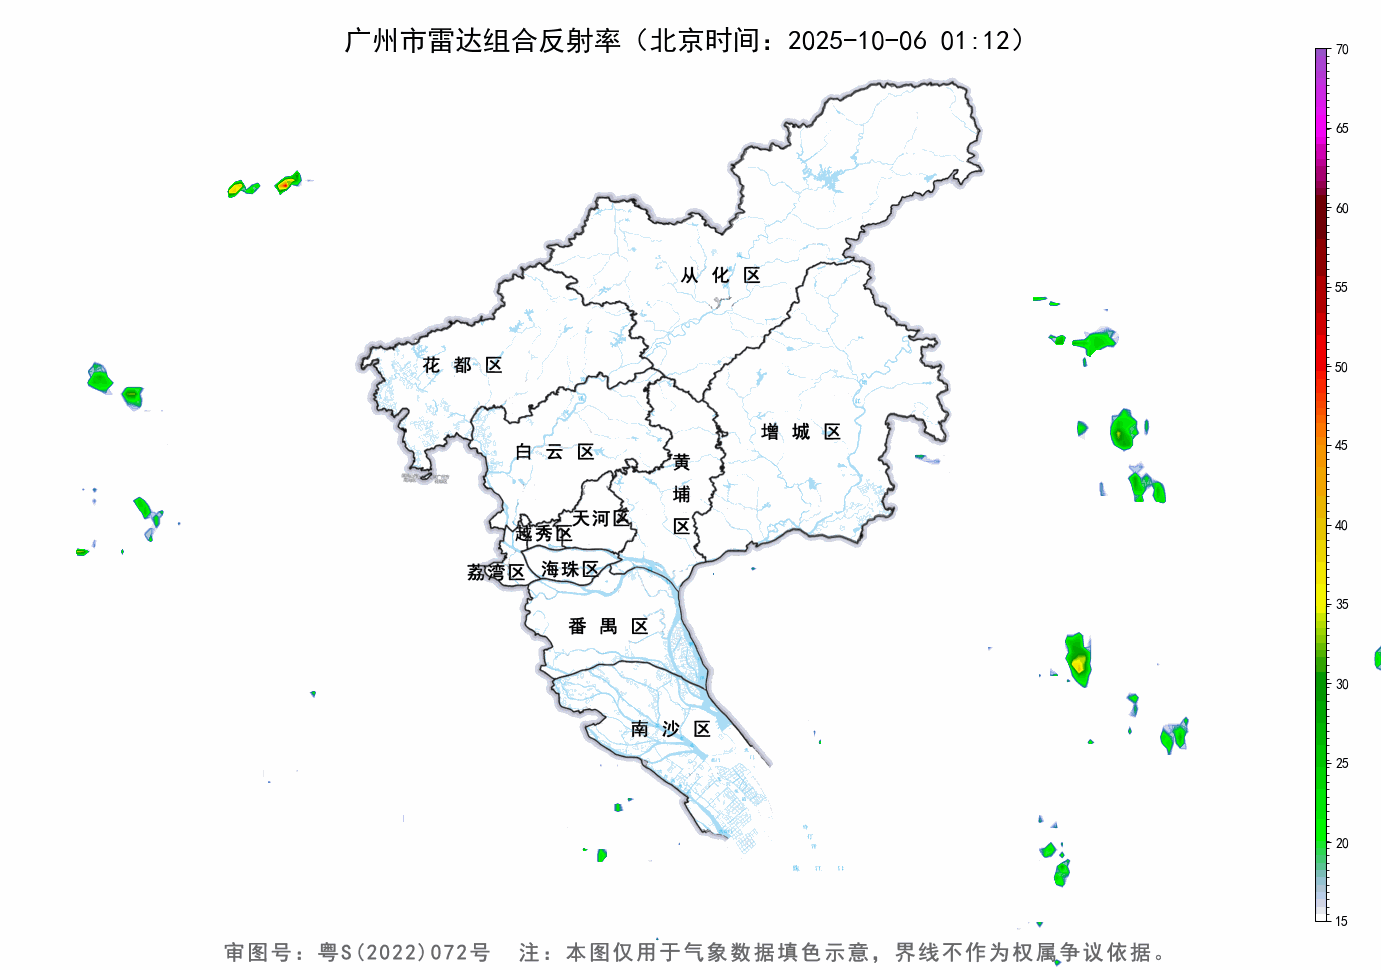 广州市雷达组合反射率（北京时间：2025-10-06 01:12）
70
65
60
55
50
45
40
35
30
25
20
15
从化区
花都区
增城区
白云区
黄埔区
天河区
越秀区
荔湾区
海珠区
番禺区
南沙区
审图号：粤S(2022)072号 注：本图仅用于气象数据填色示意，界线不作为权属争议依据。